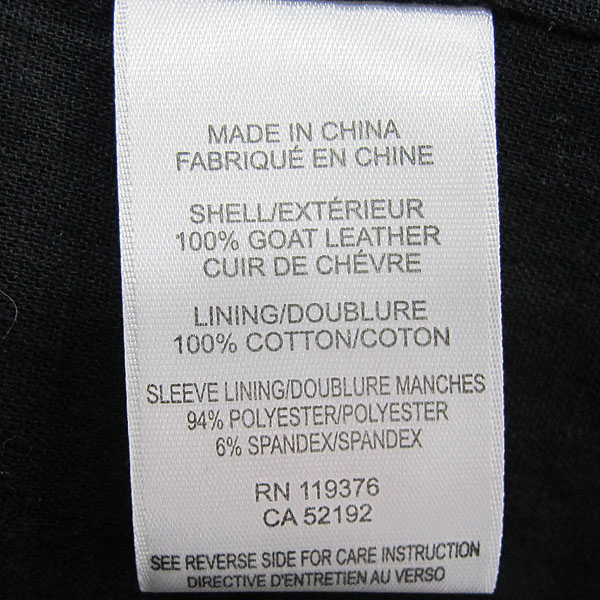 MADE IN CHINA
FABRIQUÉ EN CHINE
SHELL/EXTÉRIEUR
100% GOAT LEATHER
CUIR DE CHÉVRE
LINING/DOUBLURE
100% COTTON/COTON
SLEEVE LINING/DOUBLURE MANCHES
94% POLYESTER/POLYESTER
6% SPANDEX/SPANDEX
RN 119376
CA 52192
SEE REVERSE SIDE FOR CARE INSTRUCTION
DIRECTIVE D'ENTRETIEN AU VERSO